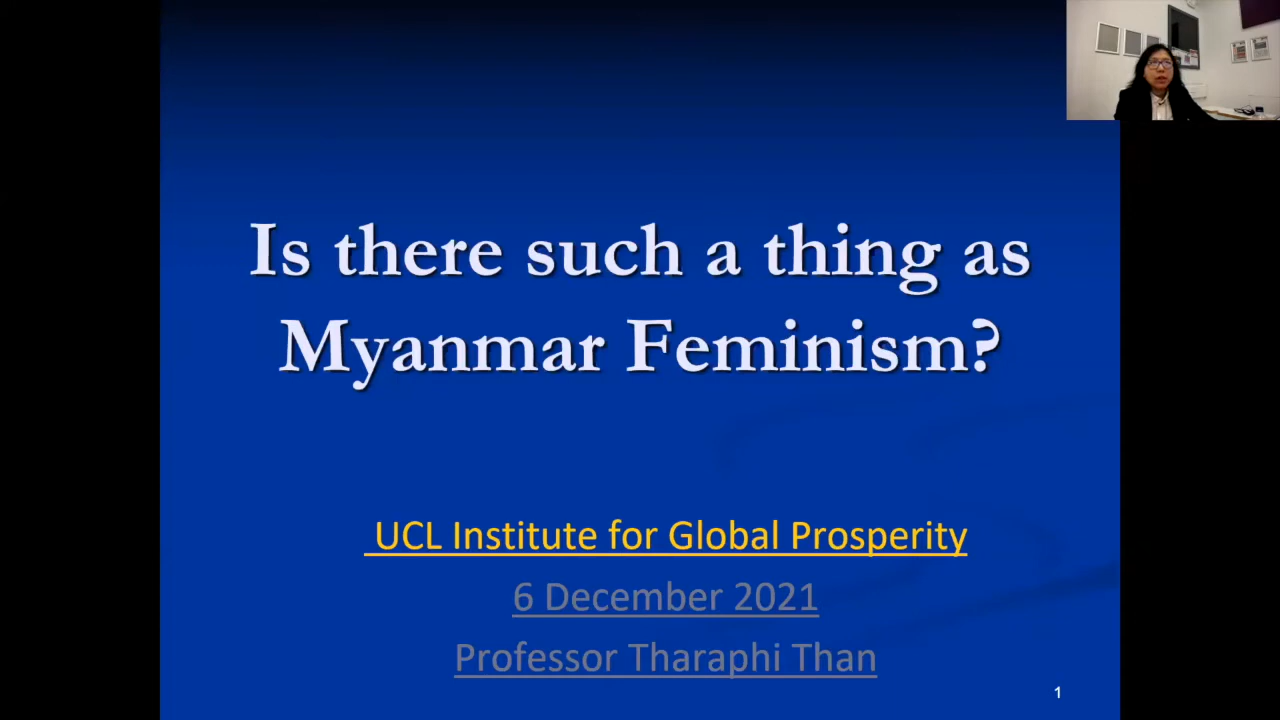 Is there such a thing as
Myanmar Feminism?
UCL Institute for Global Prosperity
6 December 2021
Professor Tharaphi Than
1